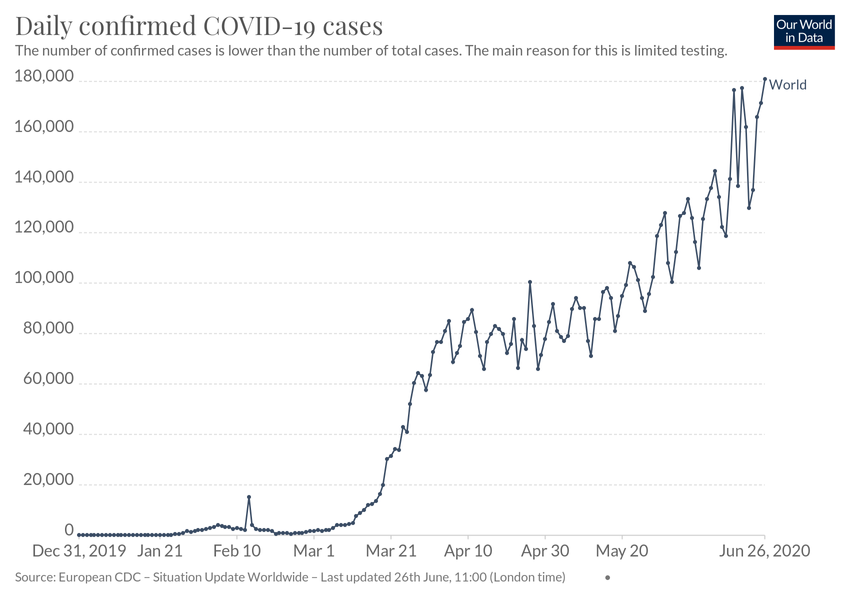 Daily confirmed COVID-19 cases
Our World
in Data
The number of confirmed cases is lower than the number of total cases. The main reason for this is limited testing.
180,000
World
160,000
140,000
120,000
100,000
80,000
60,000
40,000
20,000
0
Dec 31, 2019 Jan 21 Feb 10 Mar 1 Mar 21 Apr 10 Apr 30 May 20 Jun 26, 2020
Source: European CDC – Situation Update Worldwide – Last updated 26th June, 11:00 (London time) •